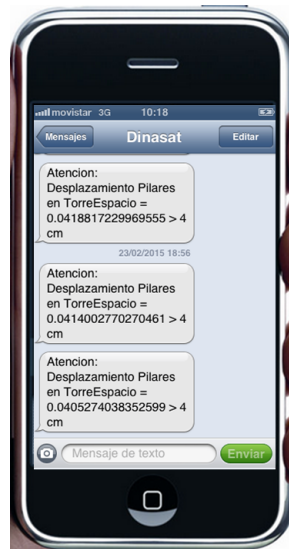 movistar 3G 10:18
Mensajes Dinasat Editar
Atencion:
Desplazamiento Pilares
en TorreEspacio =
0.0418817229969555 > 4
cm
23/02/2015 18:56
Atencion:
Desplazamiento Pilares
en TorreEspacio =
0.0414002770270461 > 4
cm
Atencion:
Desplazamiento Pilares
en TorreEspacio =
0.0405274038352599 > 4
cm
Mensaje de texto Enviar